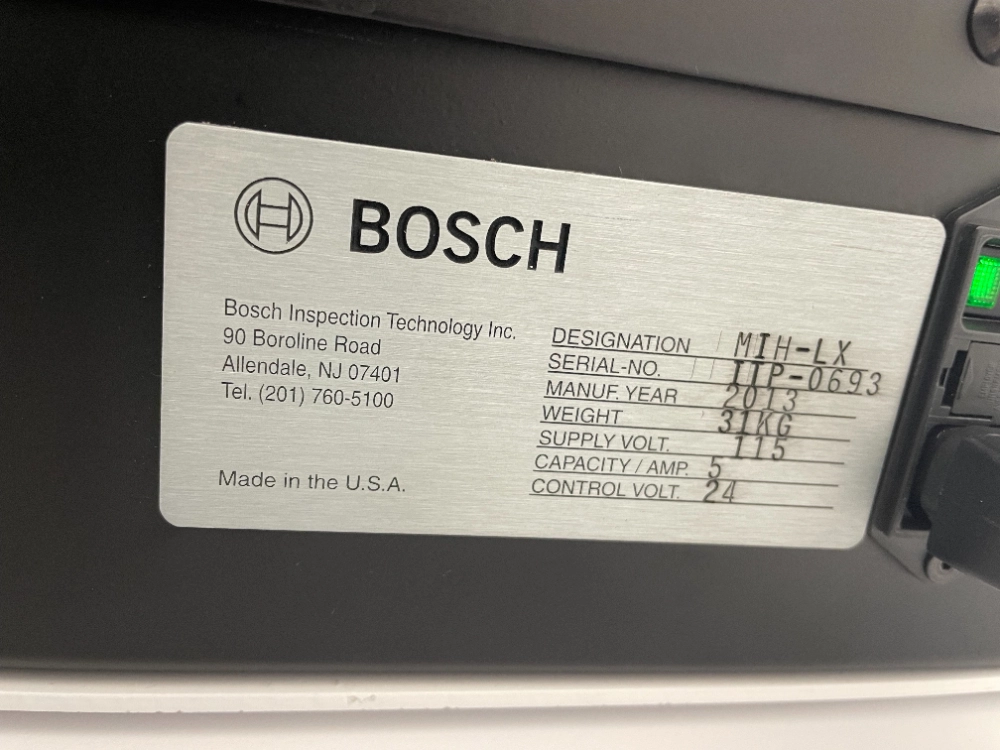 BOSCH
Bosch Inspection Technology Inc.
90 Boroline Road
Allendale, NJ 07401
Tel. (201) 760-5100
Made in the U.S.A.
DESIGNATION MIH-LX
SERIAL-NO. IIP-0693
MANUF. YEAR 2013
WEIGHT 31KG
SUPPLY VOLT. 115
CAPACITY / AMP. 5
CONTROL VOLT. 24